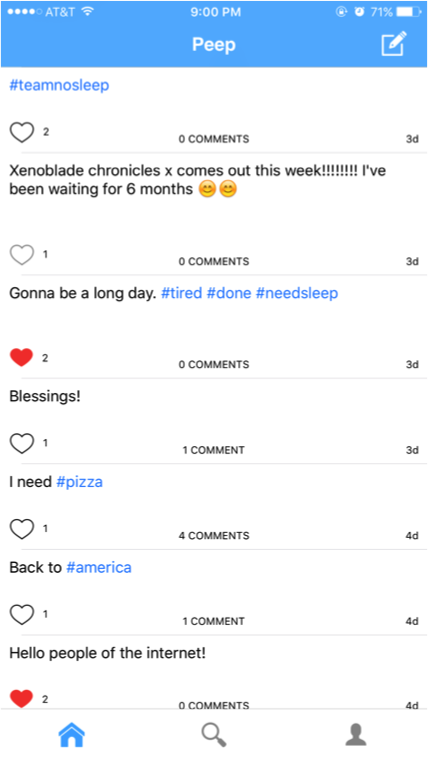 AT&T 9:00 PM 71%
Peep
#teamnosleep
2 0 COMMENTS 3d
Xenoblade chronicles x comes out this week!!!!!!!! I've
been waiting for 6 months 😊😊
1 0 COMMENTS 3d
Gonna be a long day. #tired #done #needsleep
2 0 COMMENTS 3d
Blessings!
1 1 COMMENT 3d
I need #pizza
1 4 COMMENTS 4d
Back to #america
1 1 COMMENT 4d
Hello people of the internet!
2 0 COMMENTS 4d